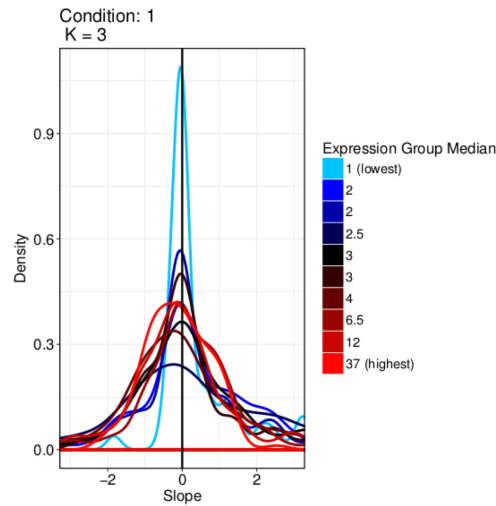 Condition: 1
K = 3
Expression Group Median
1 (lowest)
2
2
2.5
3
3
4
6.5
12
37 (highest)
Density
0.9
0.6
0.3
0.0
−2
0
2
Slope